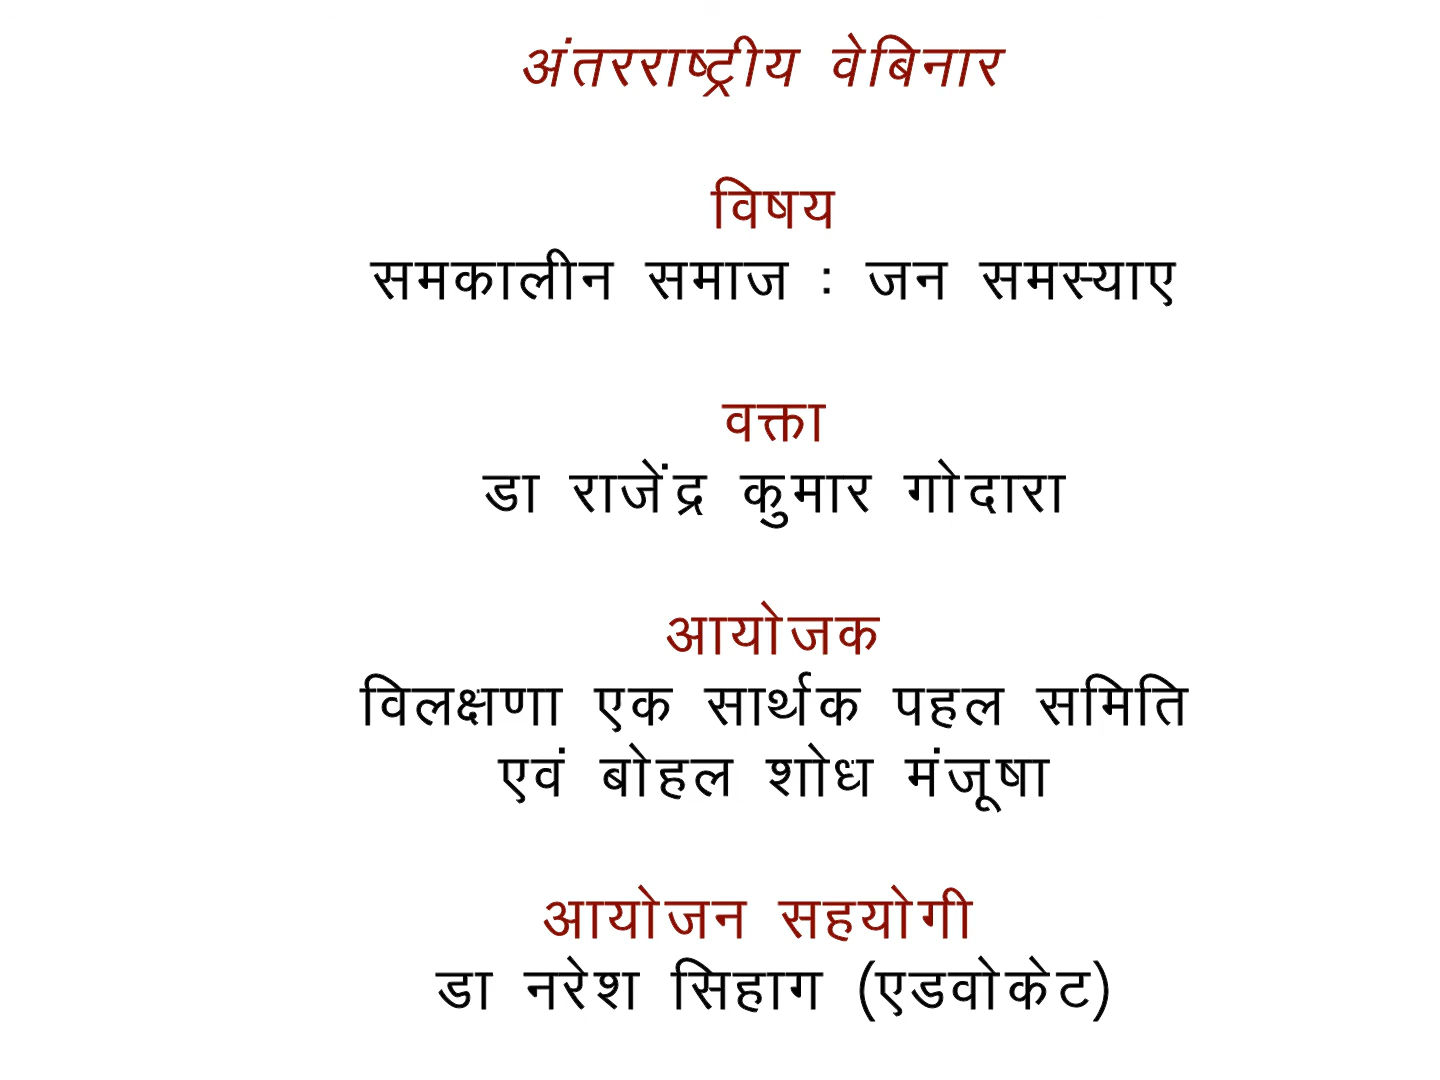 अंतरराष्ट्रीय वेबिनार
विषय
समकालीन समाज : जन समस्याए
वक्ता
डा राजेंद्र कुमार गोदारा
आयोजक
विलक्षणा एक सार्थक पहल समिति
एवं बोहल शोध मंजूषा
आयोजन सहयोगी
डा नरेश सिहाग (एडवोकेट)